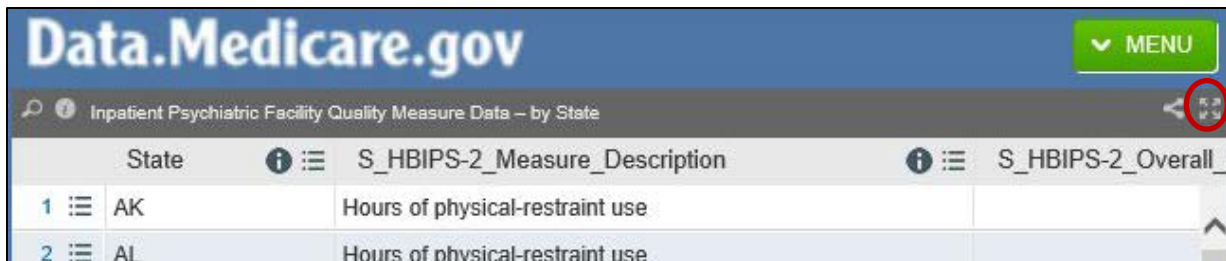 Data.Medicare.gov
MENU
Inpatient Psychiatric Facility Quality Measure Data – by State
State S_HBIPS-2_Measure_Description S_HBIPS-2_Overall_
1 AK Hours of physical-restraint use
2 AL Hours of physical-restraint use